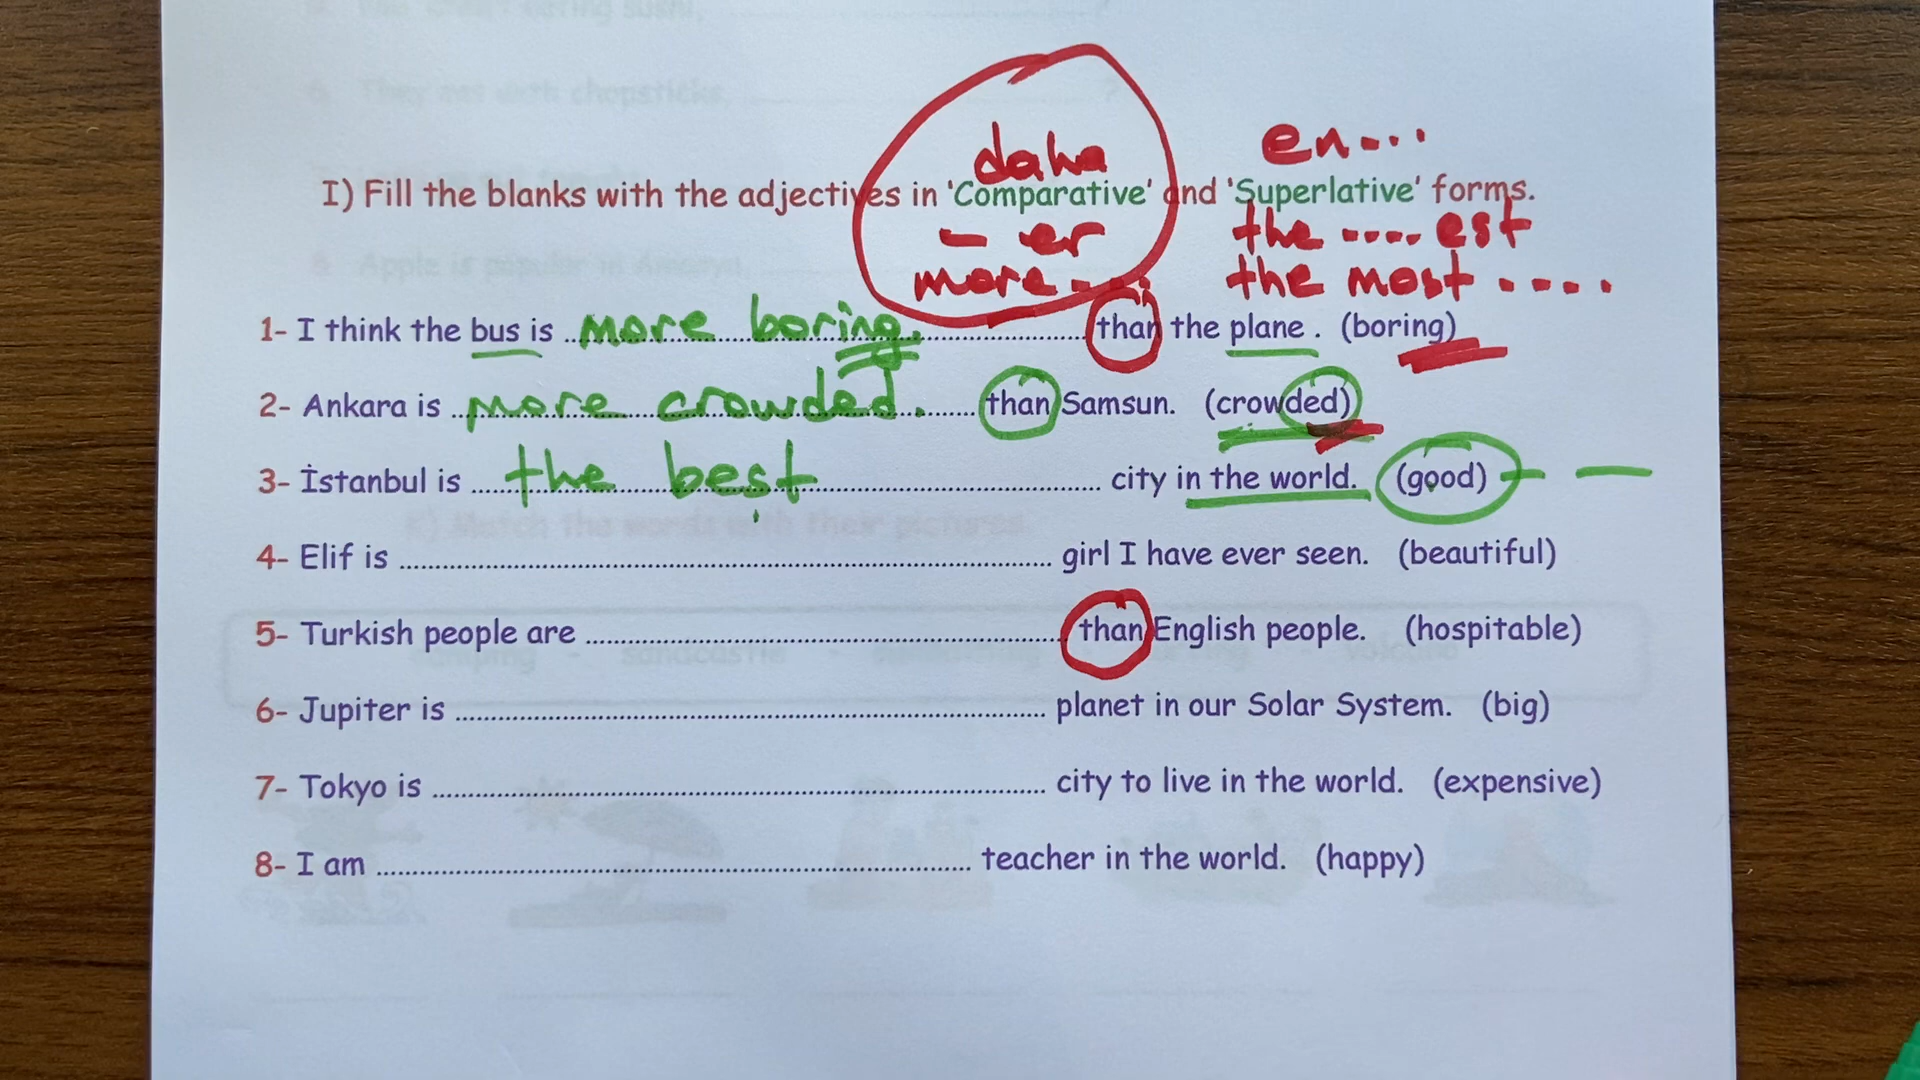 daha en...
I) Fill the blanks with the adjectives in 'Comparative' and 'Superlative' forms.
- er the .... est
more.... the most ....
1- I think the bus is more boring. than the plane . (boring)
2- Ankara is more crowded. than Samsun. (crowded)
3- İstanbul is the best city in the world. (good) - -
4- Elif is ........ girl I have ever seen. (beautiful)
5- Turkish people are ........ than English people. (hospitable)
6- Jupiter is ........ planet in our Solar System. (big)
7- Tokyo is ........ city to live in the world. (expensive)
8- I am ........ teacher in the world. (happy)